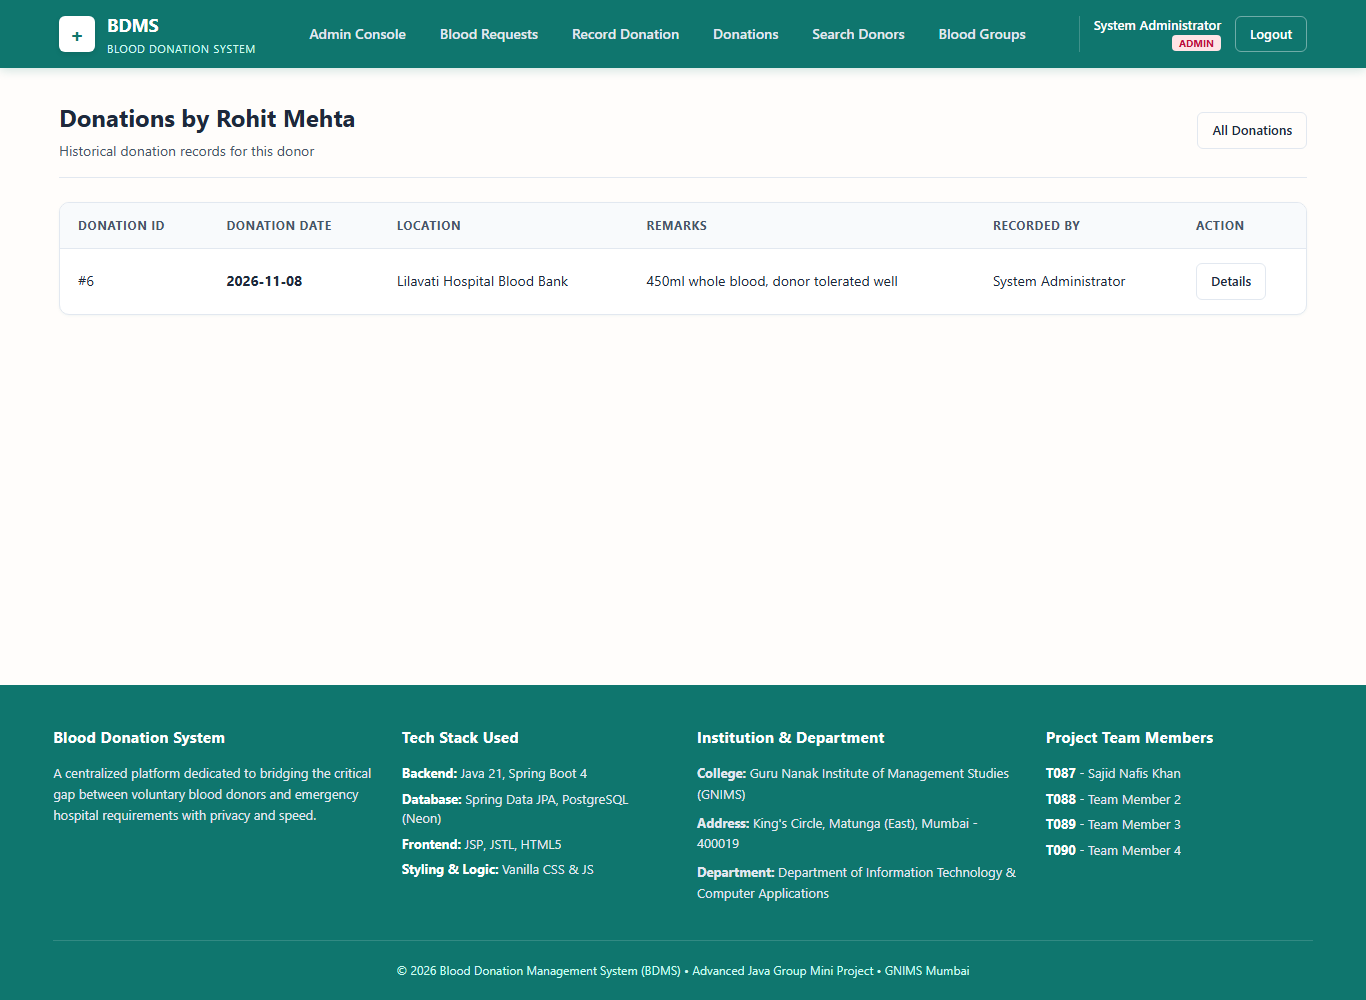 +
BDMS
BLOOD DONATION SYSTEM
Admin Console
Blood Requests
Record Donation
Donations
Search Donors
Blood Groups
System Administrator
ADMIN
Logout
Donations by Rohit Mehta
Historical donation records for this donor
All Donations
DONATION ID DONATION DATE LOCATION REMARKS RECORDED BY ACTION
#6 2026-11-08 Lilavati Hospital Blood Bank 450ml whole blood, donor tolerated well System Administrator Details
Blood Donation System
A centralized platform dedicated to bridging the critical
gap between voluntary blood donors and emergency
hospital requirements with privacy and speed.
Tech Stack Used
Backend: Java 21, Spring Boot 4
Database: Spring Data JPA, PostgreSQL
(Neon)
Frontend: JSP, JSTL, HTML5
Styling & Logic: Vanilla CSS & JS
Institution & Department
College: Guru Nanak Institute of Management Studies
(GNIMS)
Address: King's Circle, Matunga (East), Mumbai -
400019
Department: Department of Information Technology &
Computer Applications
Project Team Members
T087 - Sajid Nafis Khan
T088 - Team Member 2
T089 - Team Member 3
T090 - Team Member 4
© 2026 Blood Donation Management System (BDMS) • Advanced Java Group Mini Project • GNIMS Mumbai